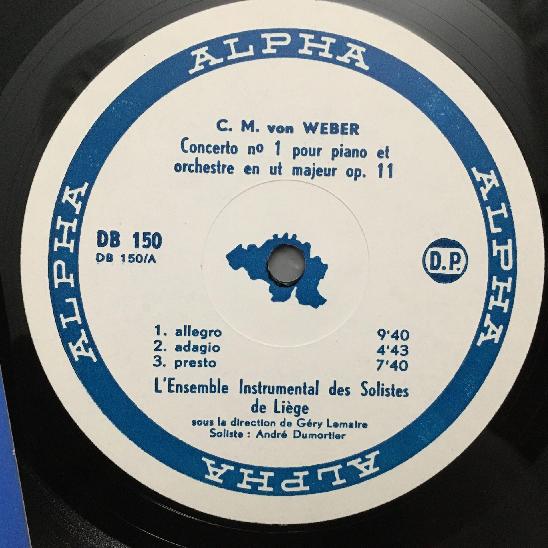 ALPHA
C. M. von WEBER
Concerto nº 1 pour piano et
orchestre en ut majeur op. 11
ALPHA
ALPHA
DB 150
DB 150/A
D.P.
1. allegro 9'40
2. adagio 4'43
3. presto 7'40
L'Ensemble Instrumental des Solistes
de Liège
sous la direction de Géry Lemaire
Soliste : André Dumortier
ALPHA